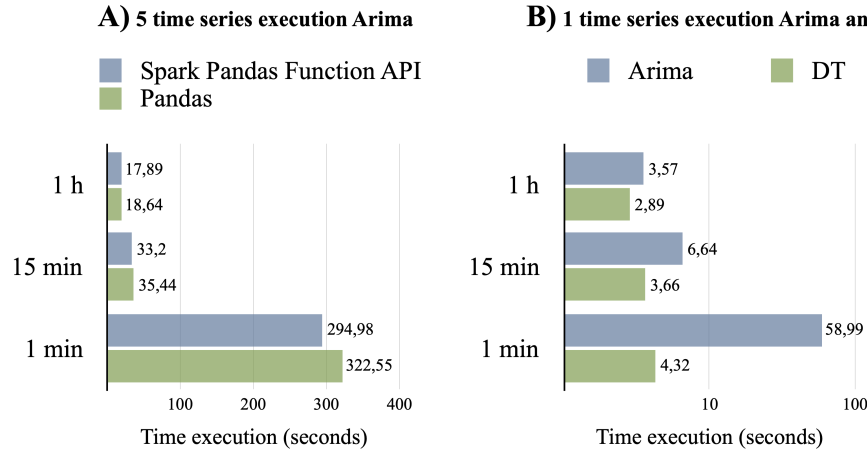 A) 5 time series execution Arima
Spark Pandas Function API
Pandas
1 h
17,89
18,64
15 min
33,2
35,44
1 min
294,98
322,55
100 200 300 400
Time execution (seconds)
B) 1 time series execution Arima an
Arima DT
1 h
3,57
2,89
15 min
6,64
3,66
1 min
58,99
4,32
10 100
Time execution (seconds)